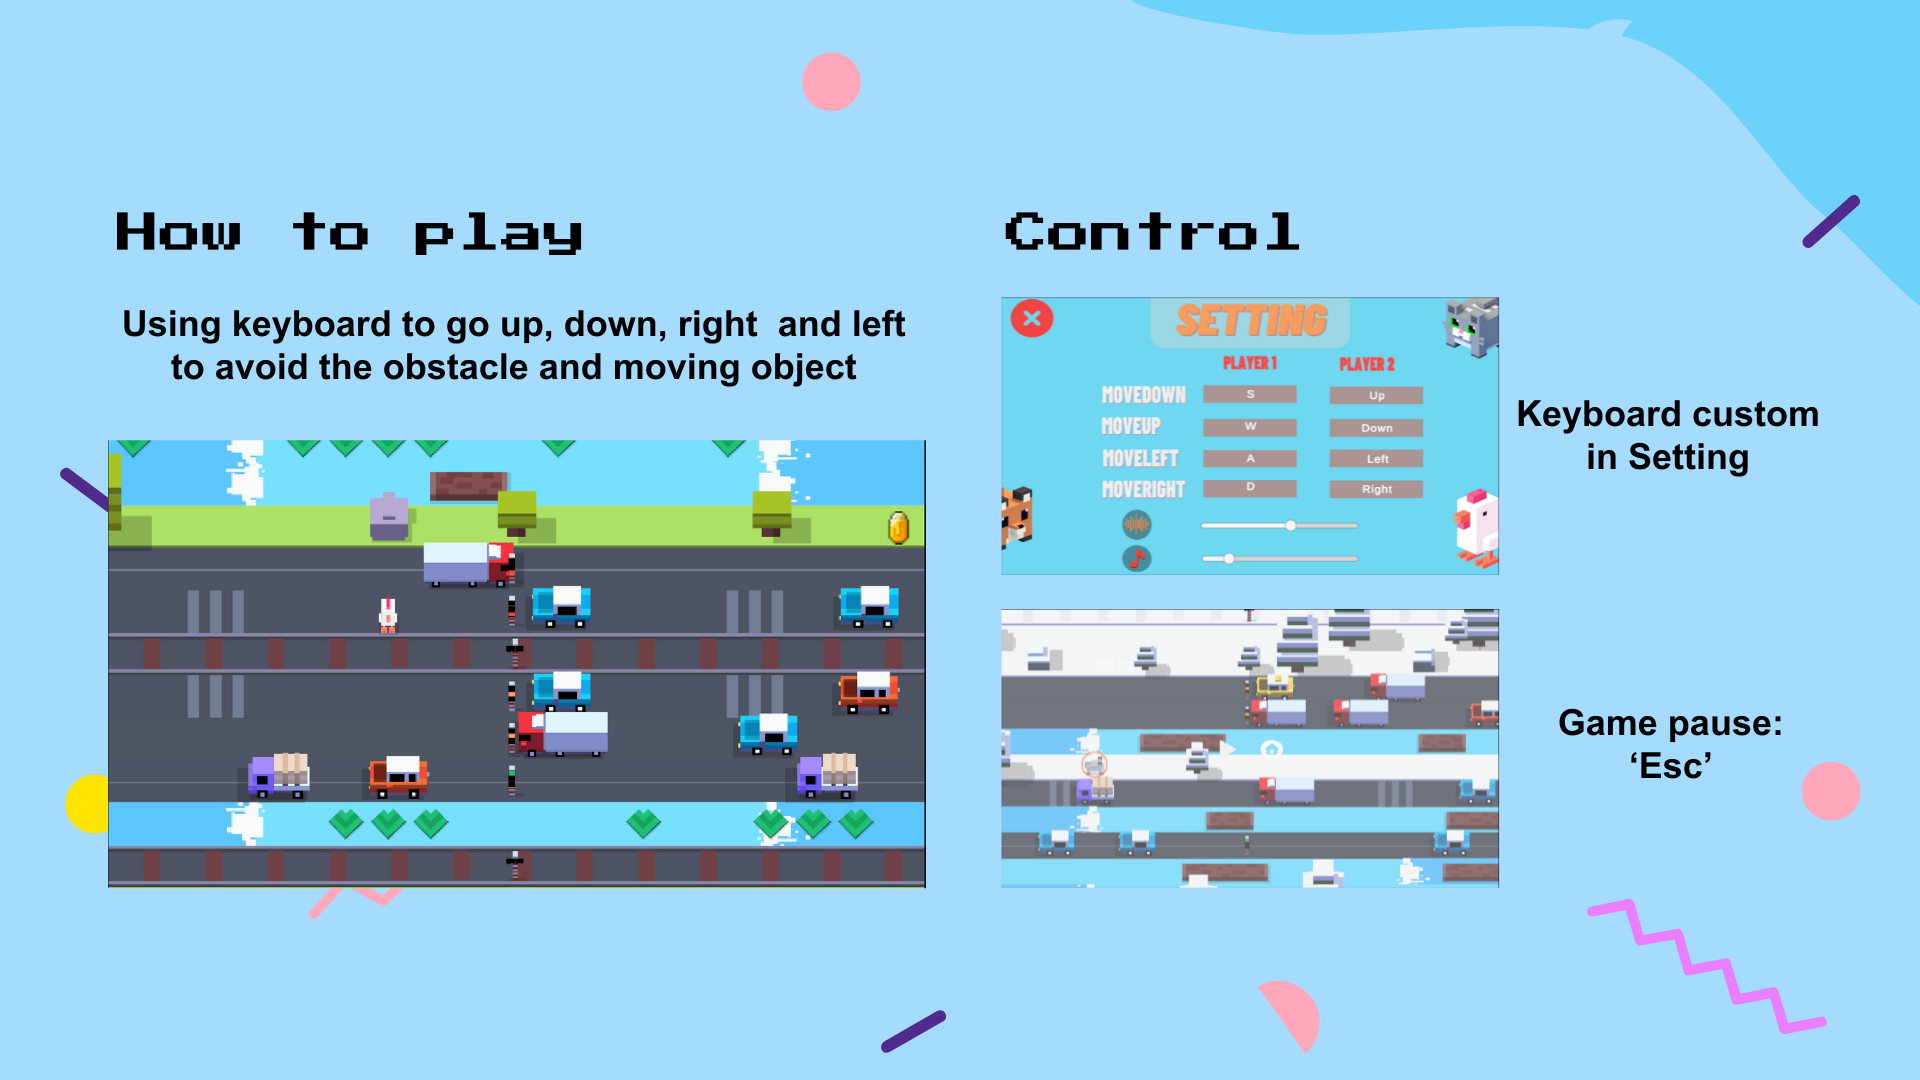 How to play
Using keyboard to go up, down, right  and left
to avoid the obstacle and moving object
Control
SETTING
PLAYER 1 PLAYER 2
MOVEDOWN S Up
MOVEUP W Down
MOVELEFT A Left
MOVERIGHT D Right
Keyboard custom
in Setting
Game pause:
‘Esc’